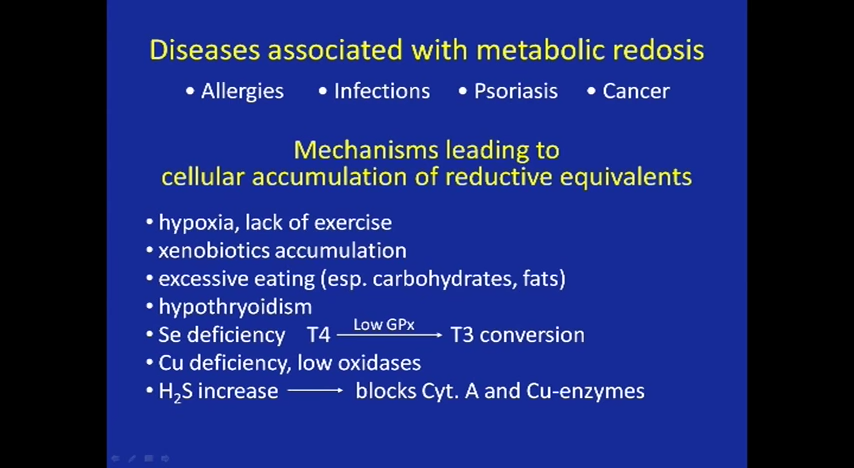 Diseases associated with metabolic redosis
• Allergies • Infections • Psoriasis • Cancer
Mechanisms leading to
cellular accumulation of reductive equivalents
• hypoxia, lack of exercise
• xenobiotics accumulation
• excessive eating (esp. carbohydrates, fats)
• hypothryoidism
• Se deficiency T4 Low GPx → T3 conversion
• Cu deficiency, low oxidases
• H₂S increase → blocks Cyt. A and Cu-enzymes